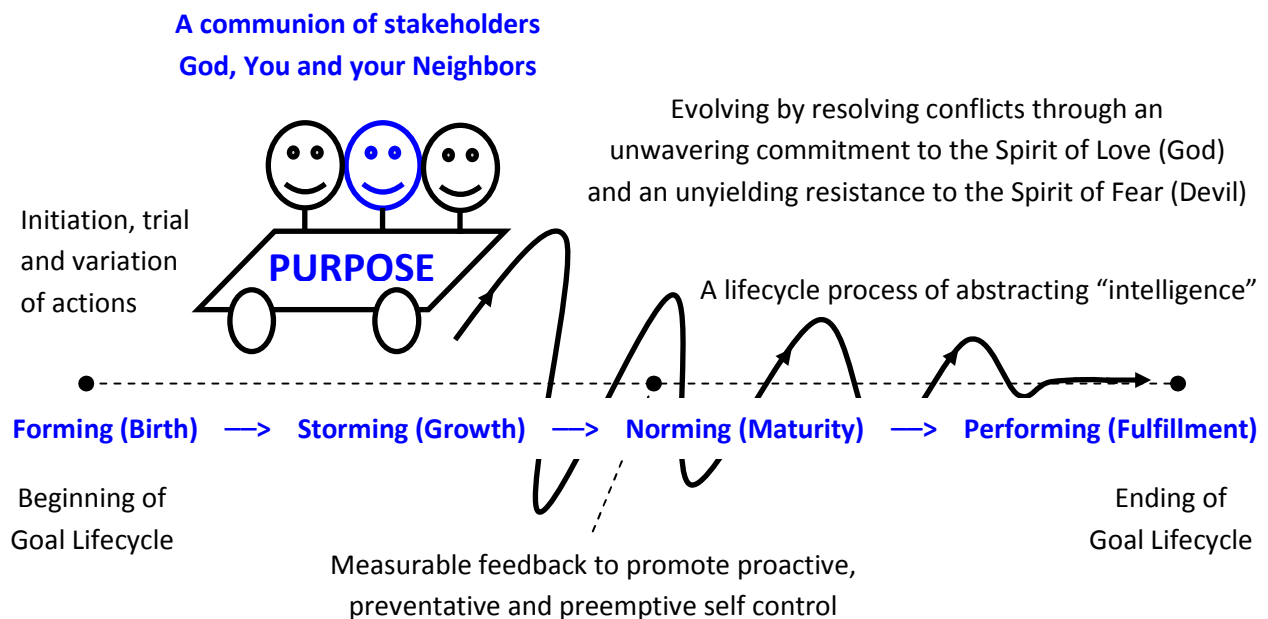 A communion of stakeholders
God, You and your Neighbors
Evolving by resolving conflicts through an
unwavering commitment to the Spirit of Love (God)
and an unyielding resistance to the Spirit of Fear (Devil)
Initiation, trial
and variation
of actions
PURPOSE
A lifecycle process of abstracting “intelligence”
Forming (Birth) —> Storming (Growth) —> Norming (Maturity) —> Performing (Fulfillment)
Beginning of
Goal Lifecycle
Ending of
Goal Lifecycle
Measurable feedback to promote proactive,
preventative and preemptive self control